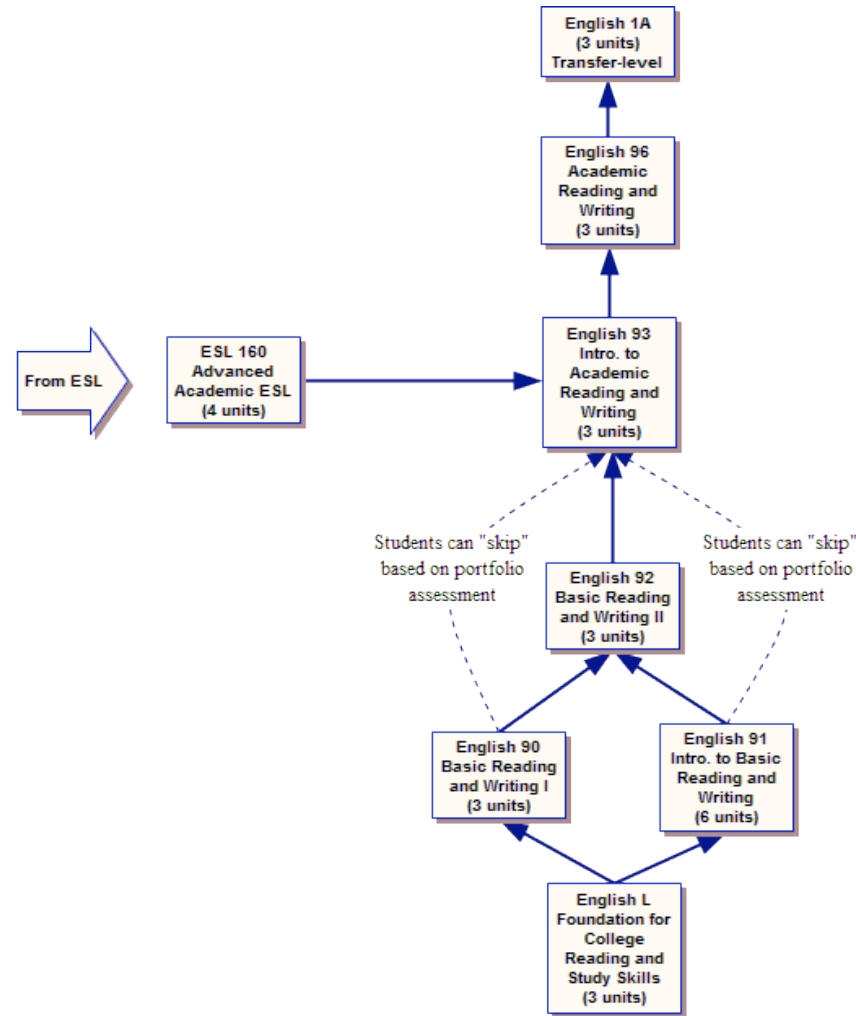 English 1A
(3 units)
Transfer-level
English 96
Academic
Reading and
Writing
(3 units)
English 93
Intro. to
Academic
Reading and
Writing
(3 units)
From ESL
ESL 160
Advanced
Academic ESL
(4 units)
Students can "skip"
based on portfolio
assessment
Students can "skip"
based on portfolio
assessment
English 92
Basic Reading
and Writing II
(3 units)
English 90
Basic Reading
and Writing I
(3 units)
English 91
Intro. to Basic
Reading and
Writing
(6 units)
English L
Foundation for
College
Reading and
Study Skills
(3 units)